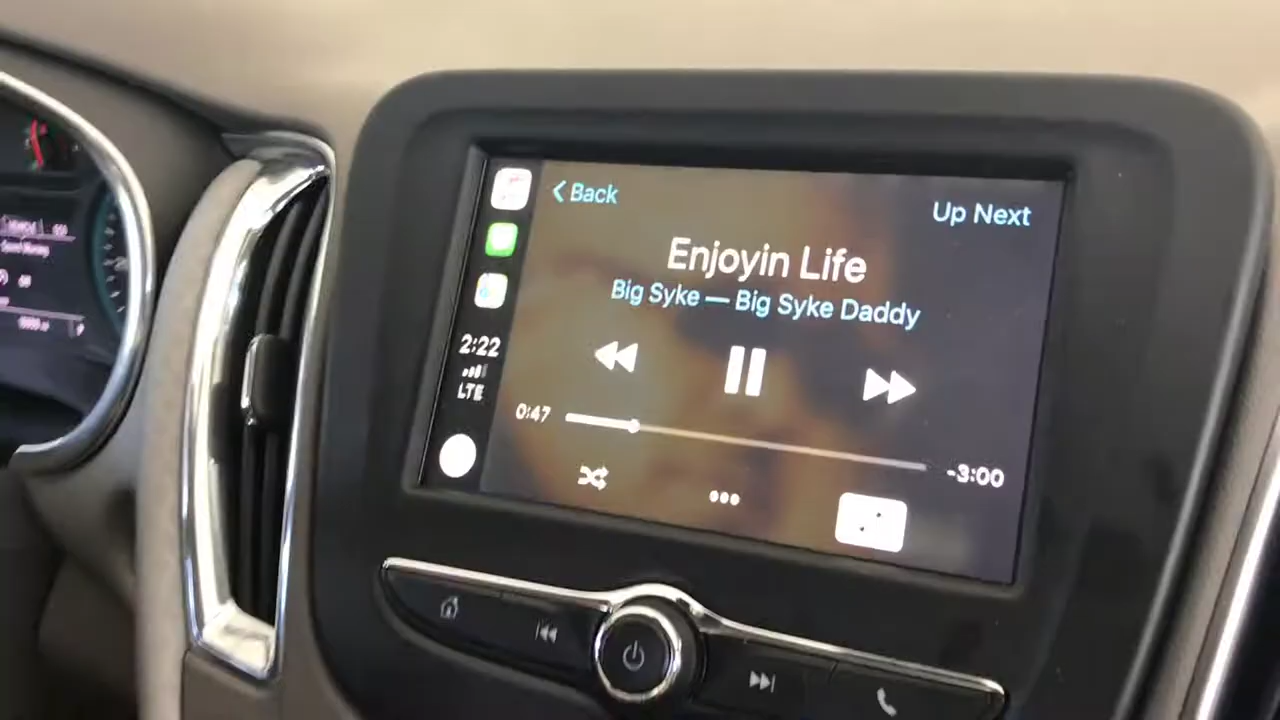 Back
Up Next
Enjoyin Life
Big Syke — Big Syke Daddy
2:22
LTE
0:47
-3:00